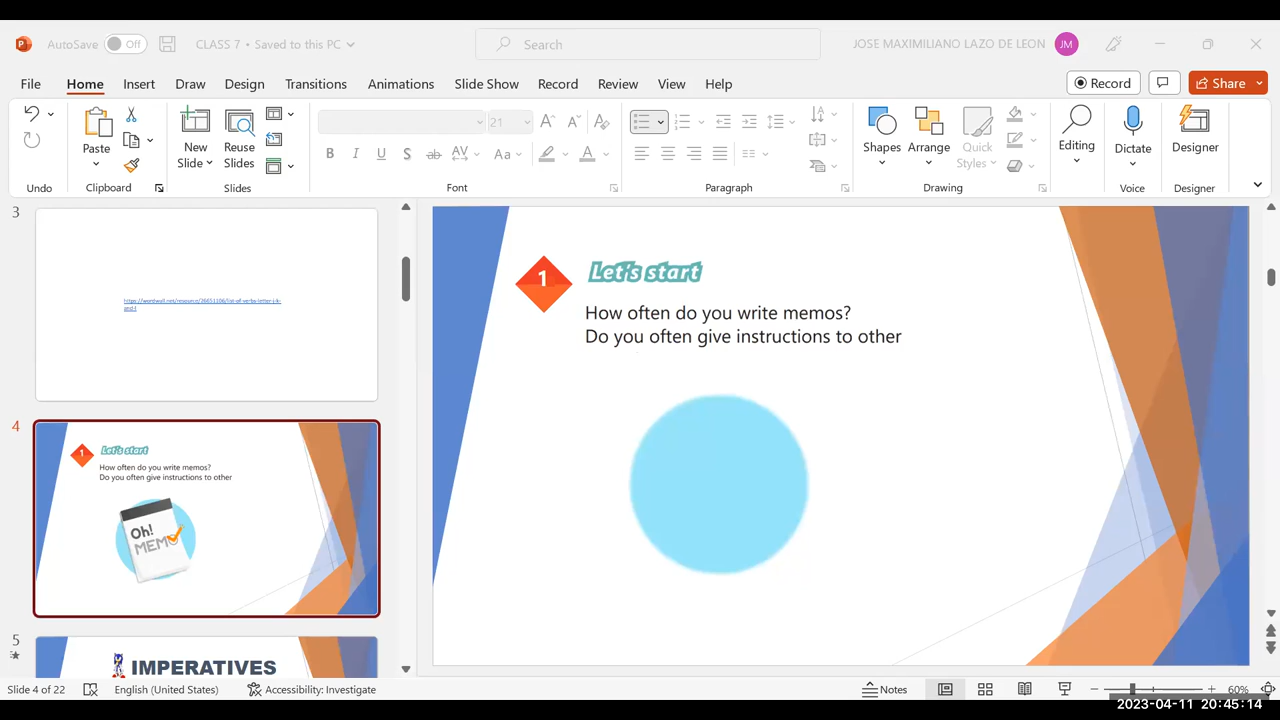 AutoSave Off CLASS 7 • Saved to this PC Search JOSE MAXIMILIANO LAZO DE LEON JM
File Home Insert Draw Design Transitions Animations Slide Show Record Review View Help Record Share
Undo
Paste
Clipboard
New Slide
Reuse Slides
Slides
21
Font
Paragraph
Shapes
Arrange
Quick Styles
Drawing
Editing
Dictate
Voice
Designer
Designer
3
4
1
Let's start
How often do you write memos?
Do you often give instructions to other
Oh!
MEMO
5
IMPERATIVES
1
Let's start
How often do you write memos?
Do you often give instructions to other
Slide 4 of 22 English (United States) Accessibility: Investigate Notes 60%
2023-04-11 20:45:14